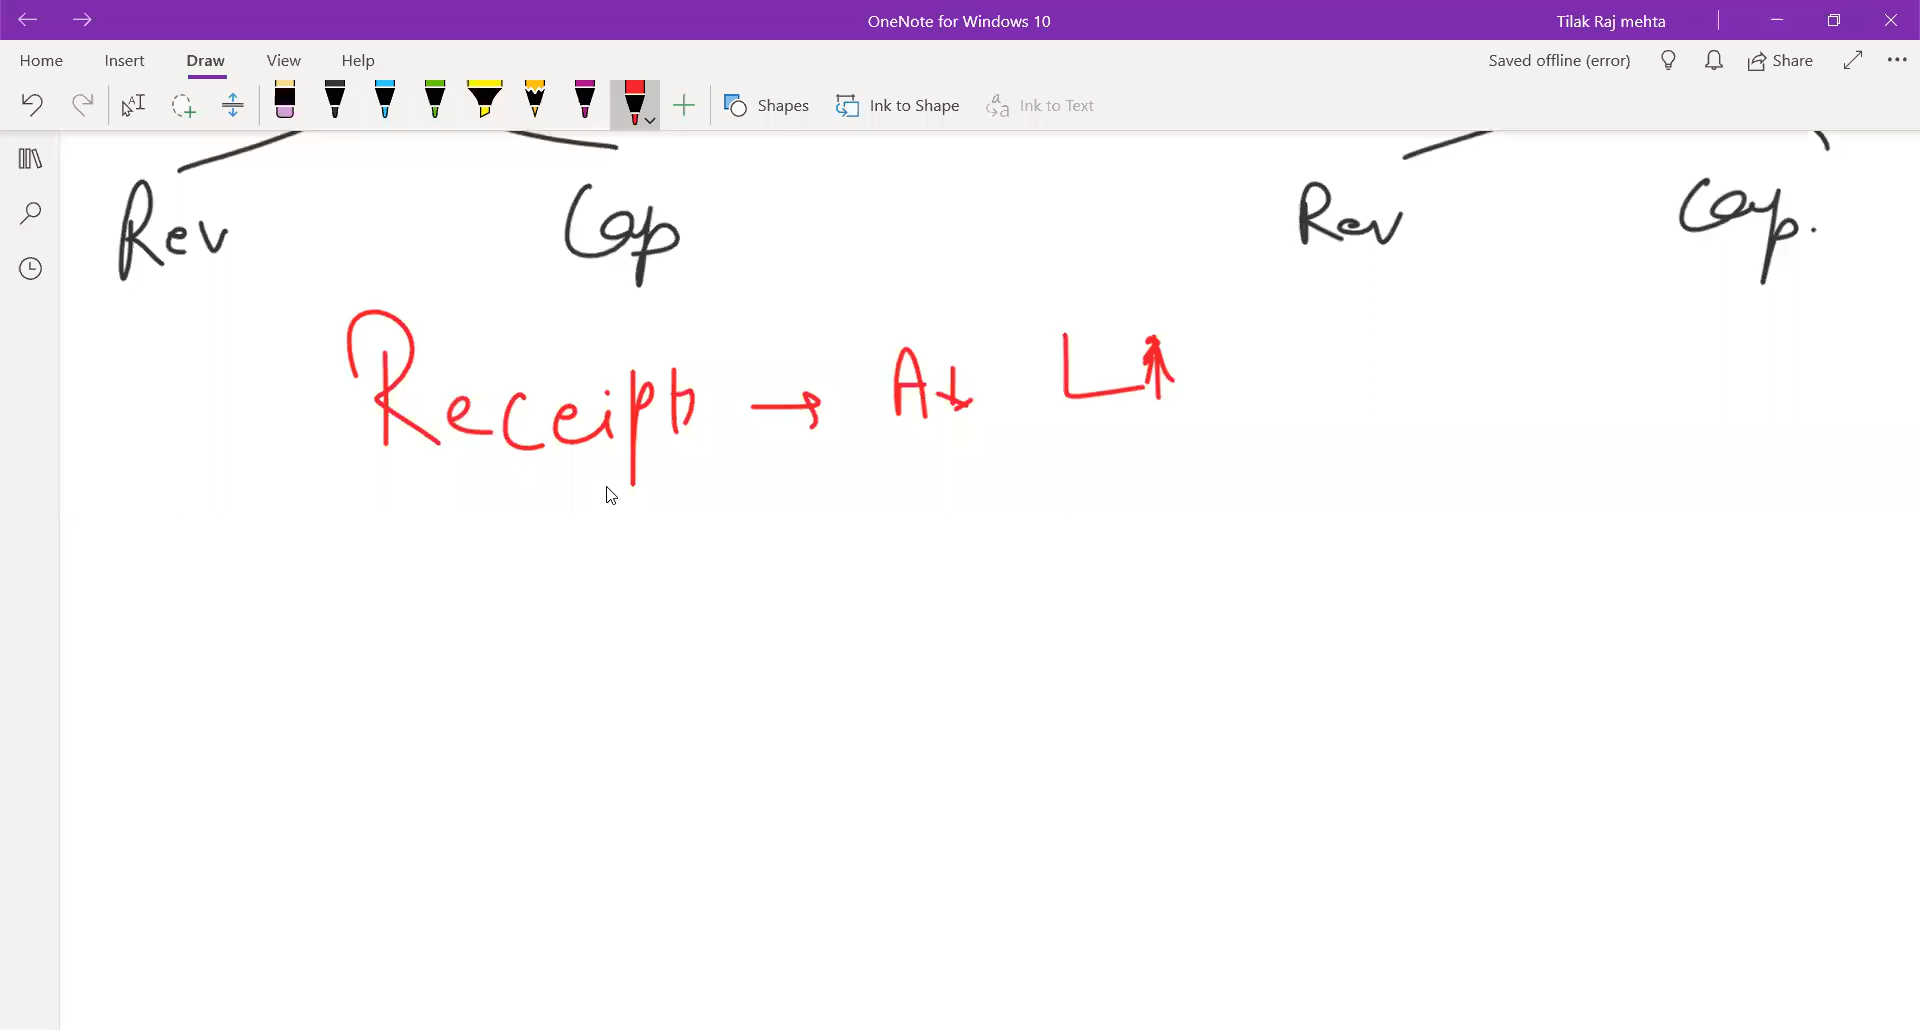 OneNote for Windows 10
Tilak Raj mehta
Home Insert Draw View Help
Saved offline (error) Share
Shapes Ink to Shape Ink to Text
Rev Cap Rev Cap.
Receipts → A↓ L↑